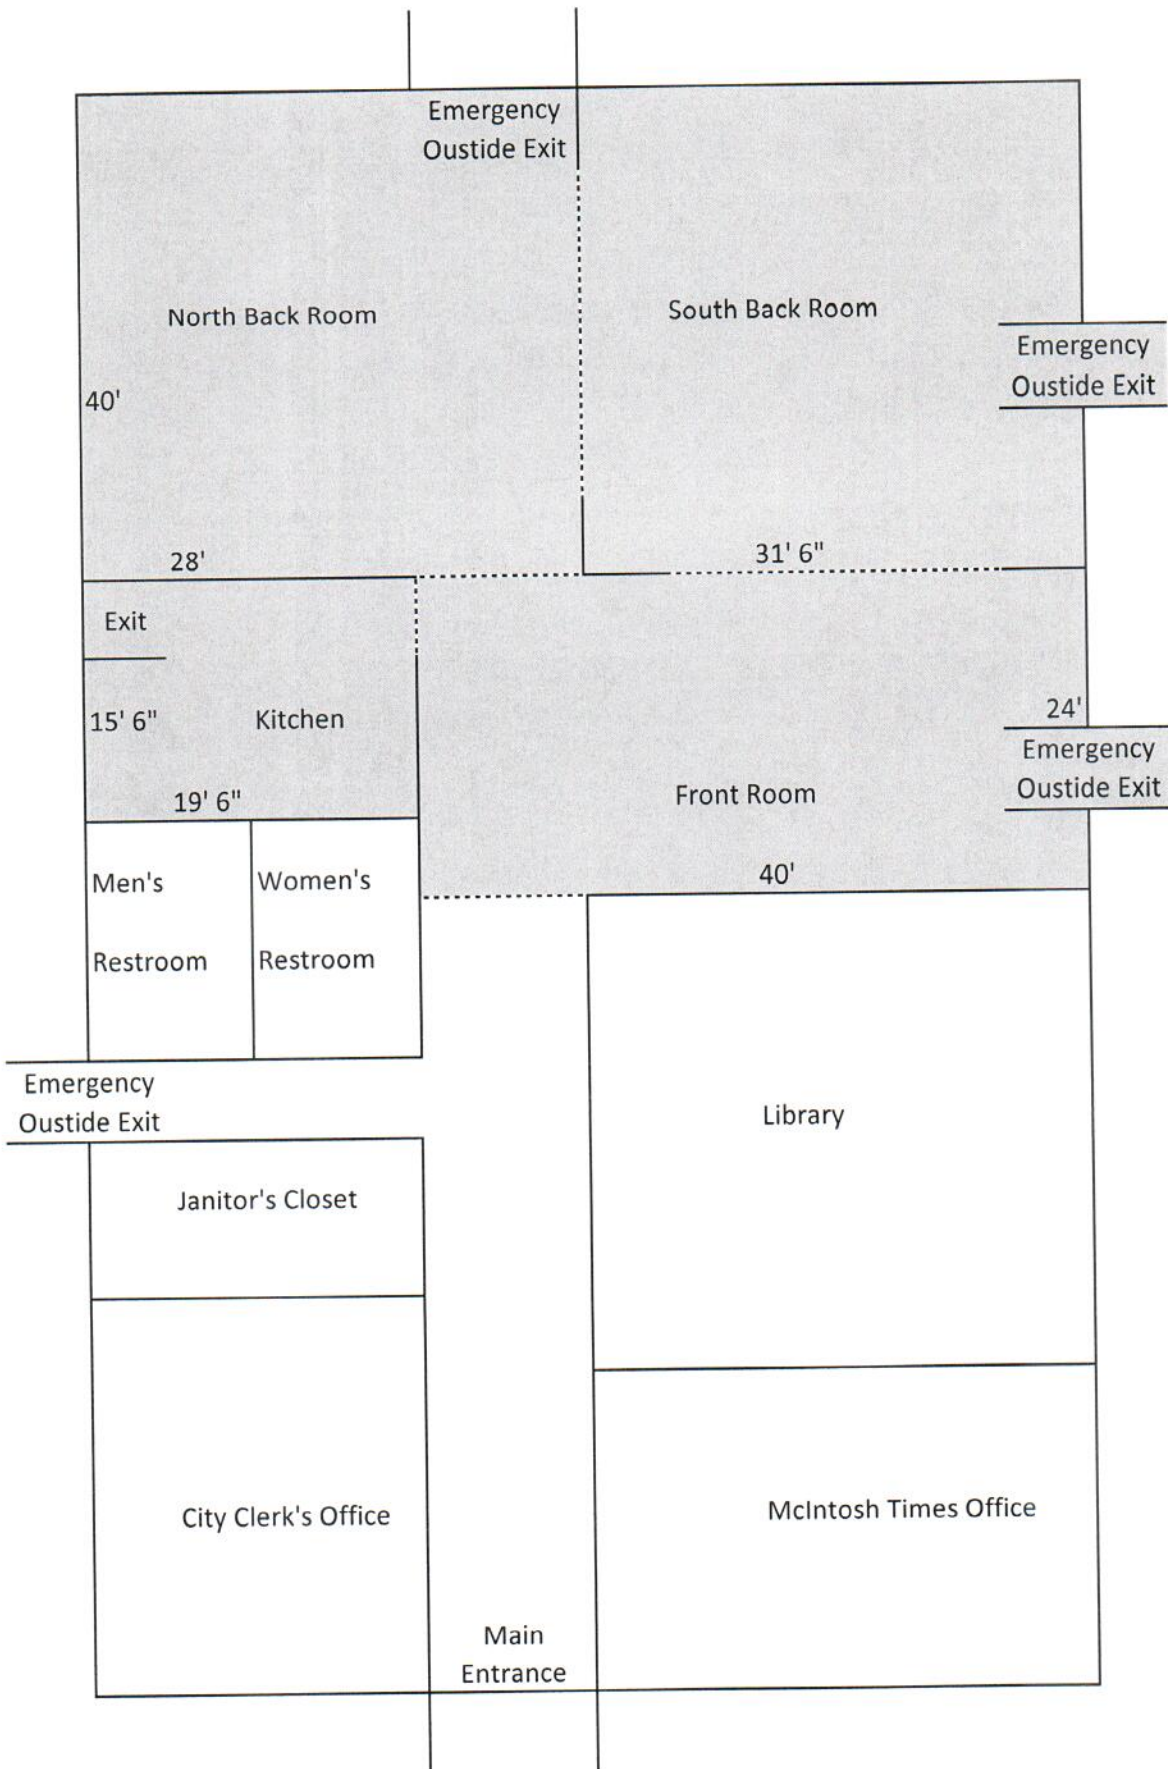 Emergency
Oustide Exit
North Back Room
South Back Room
Emergency
Oustide Exit
40'
28'
31' 6"
Exit
15' 6"
Kitchen
24'
Emergency
Oustide Exit
Front Room
19' 6"
40'
Men's
Restroom
Women's
Restroom
Emergency
Oustide Exit
Library
Janitor's Closet
City Clerk's Office
McIntosh Times Office
Main
Entrance